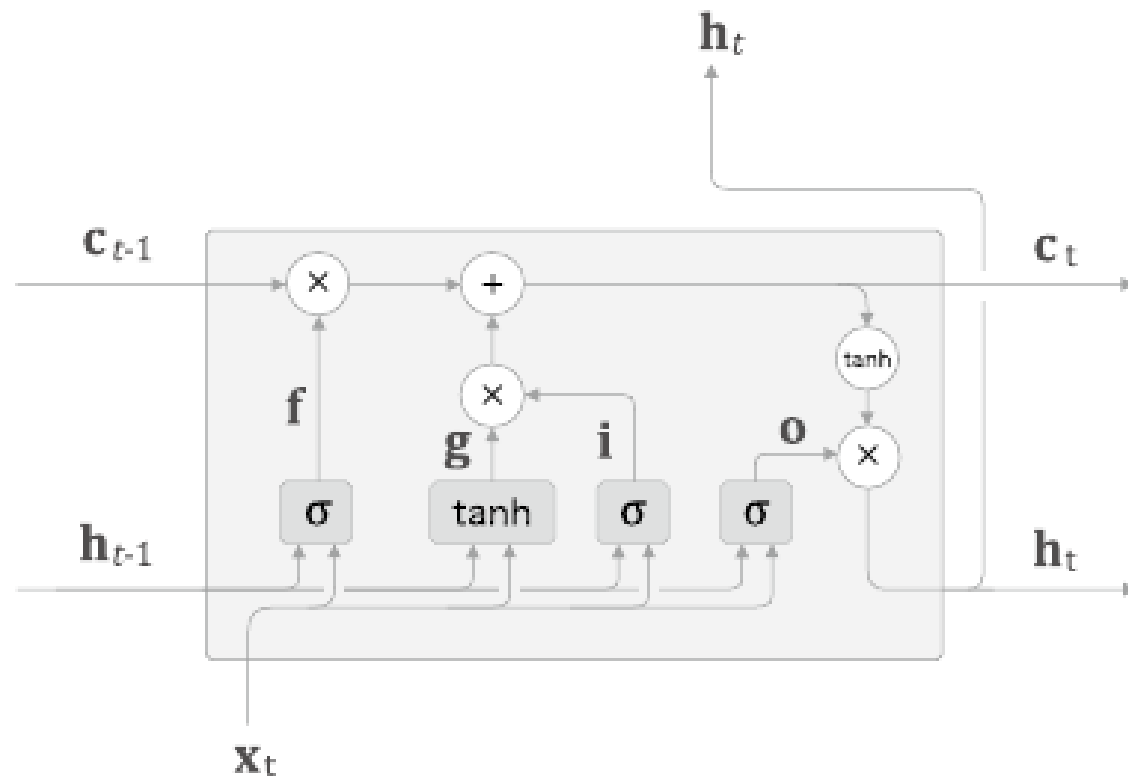 h_t
c_{t-1} c_t
× +
tanh
×
f o
g i ×
σ tanh σ σ
h_{t-1} h_t
x_t